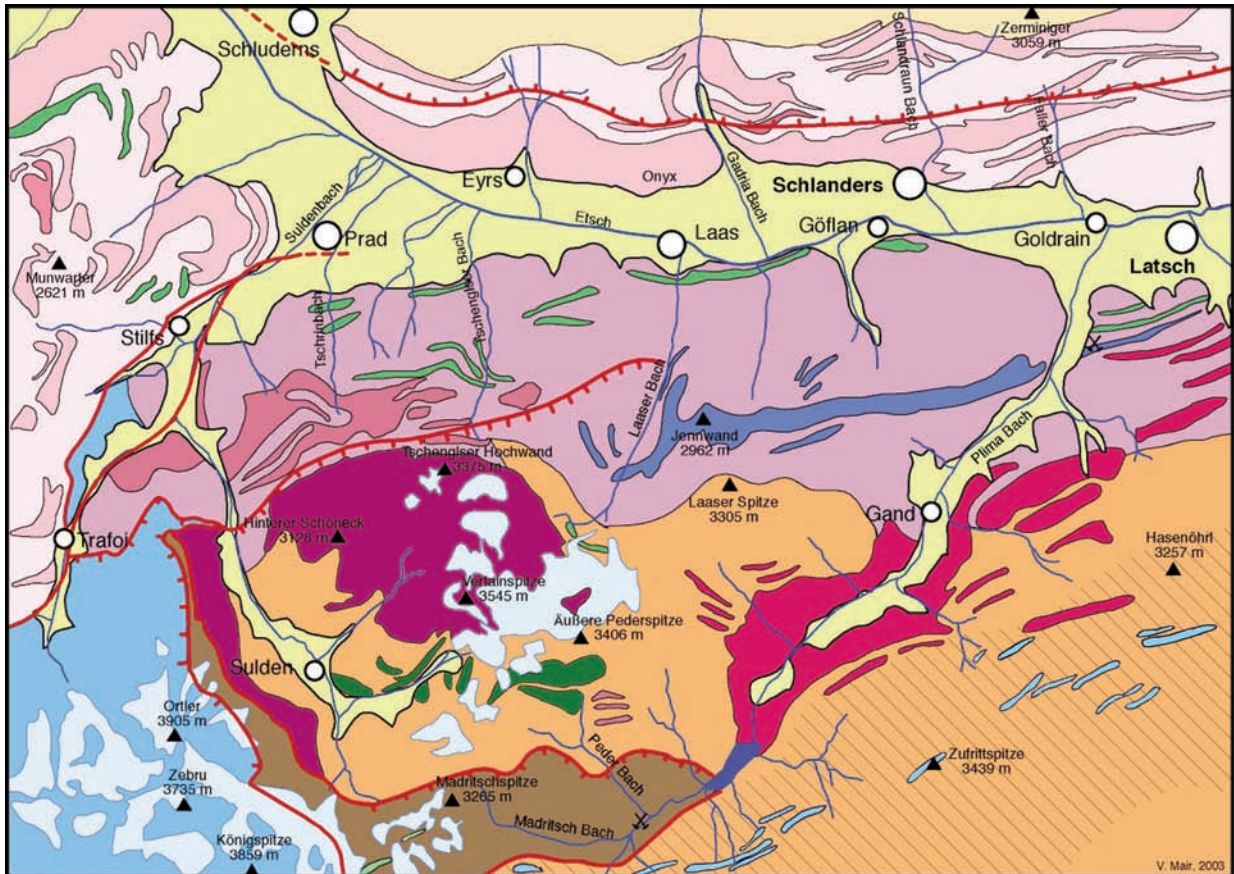 Schluderns
Schlandraun Bach
Zerminiger
3059 m
Faller Bach
Eyrs
Onyx
Gadria Bach
Schlanders
Suldenbach
Prad
Etsch
Laas
Göflan
Goldrain
Latsch
Munwarter
2621 m
Stilfs
Tschrinbach
Tschenglser Bach
Laaser Bach
Jennwand
2962 m
Plima Bach
Tschenglser Hochwand
3375 m
Laaser Spitze
3305 m
Gand
Trafoi
Hinterer Schöneck
3128 m
Hasenöhrl
3257 m
Vertainspitze
3545 m
Äußere Pederspitze
3406 m
Sulden
Ortler
3905 m
Zebru
3735 m
Königspitze
3859 m
Madritschspitze
3265 m
Peder Bach
Madritsch Bach
Zufrittspitze
3439 m
V. Mair, 2003